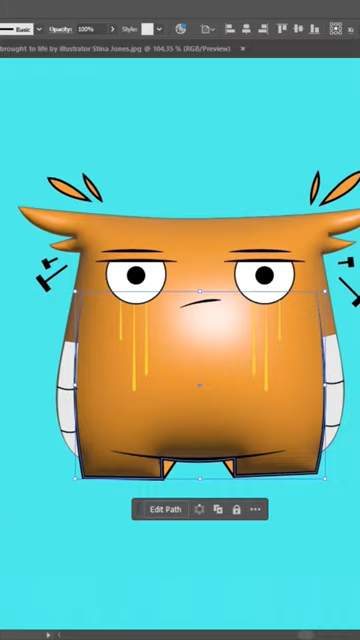 Basic Opacity: 100% Style:
brought to life by illustrator Stina Jones.jpg @ 104.35 % (RGB/Preview) ×
Edit Path